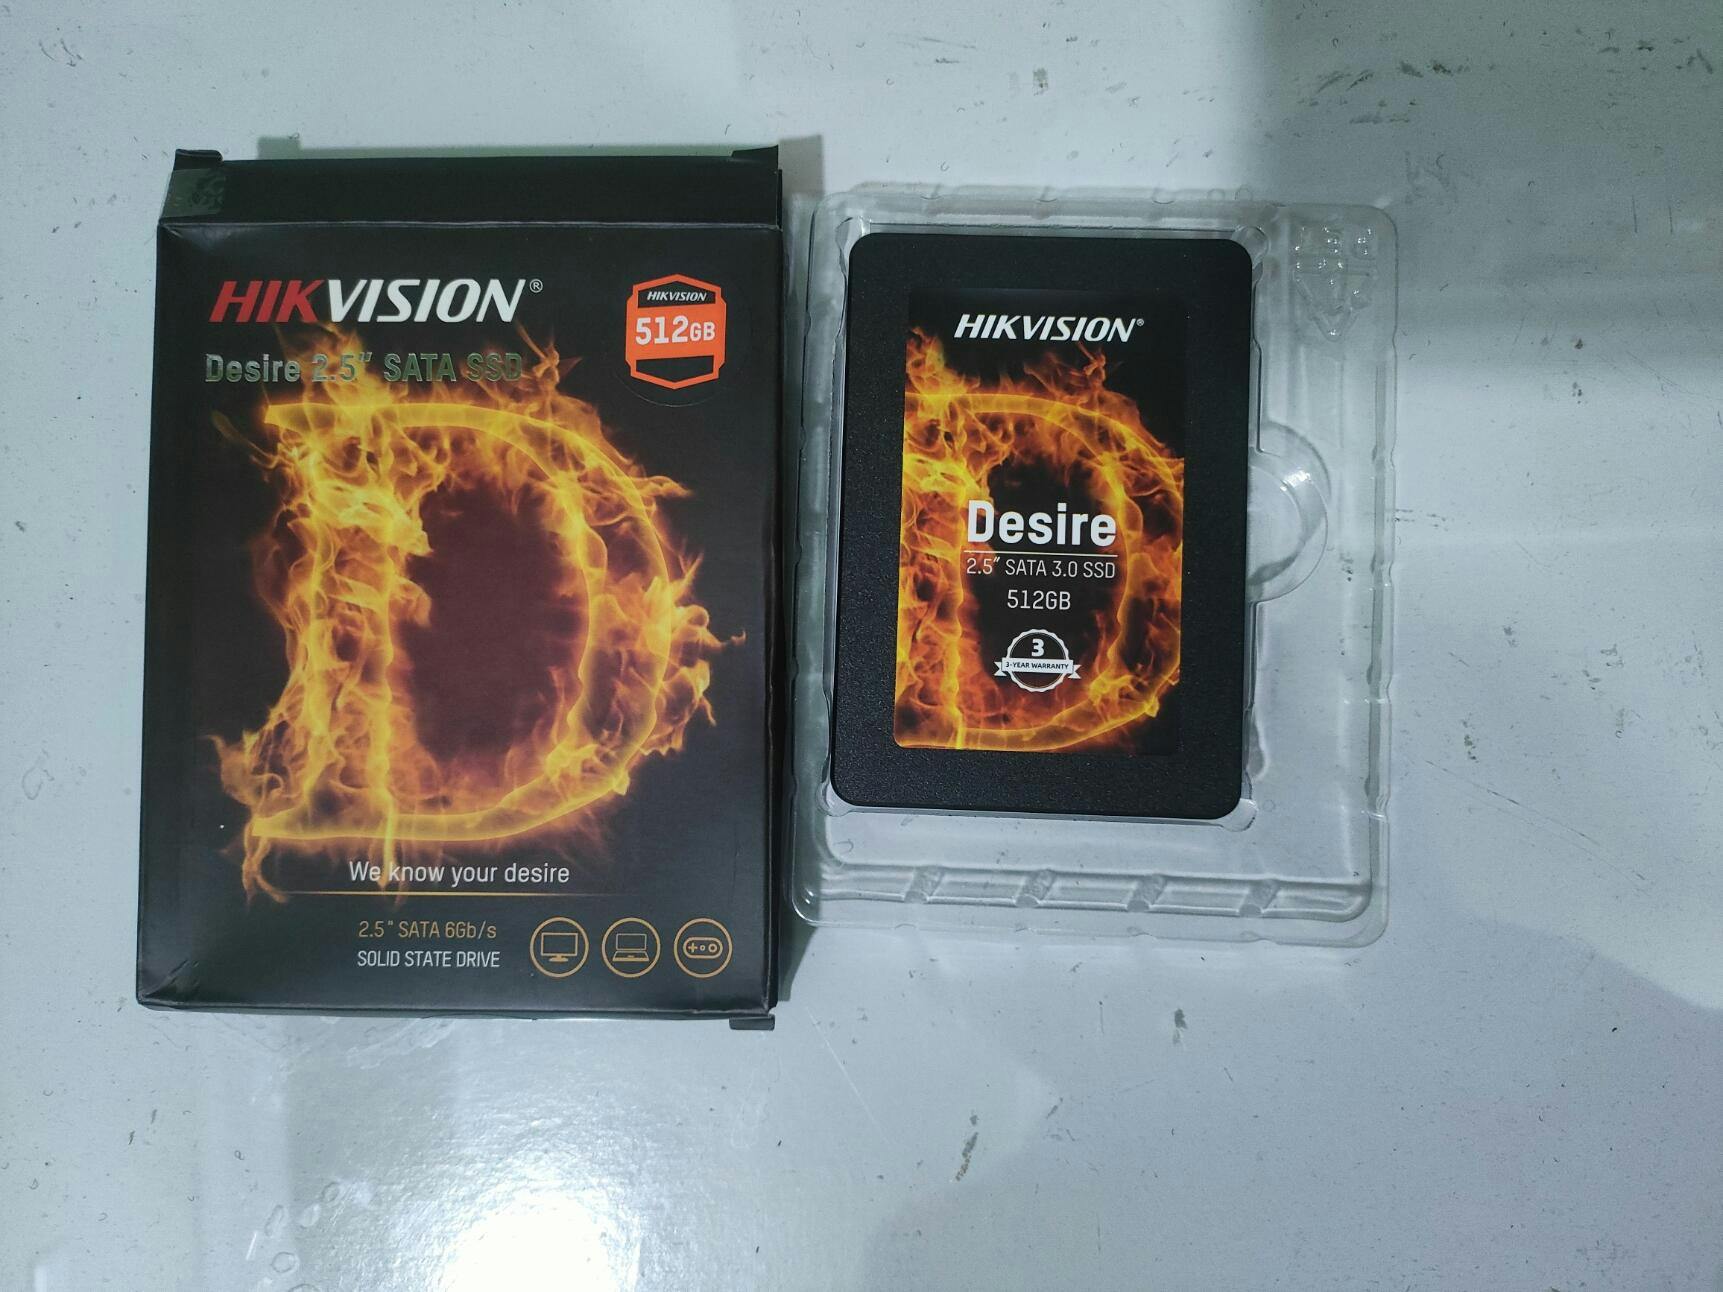 HIKVISION®
Desire 2.5" SATA SSD
HIKVISION
512GB
We know your desire
2.5" SATA 6Gb/s
SOLID STATE DRIVE
HIKVISION®
Desire
2.5" SATA 3.0 SSD
512GB
3
3-YEAR WARRANTY